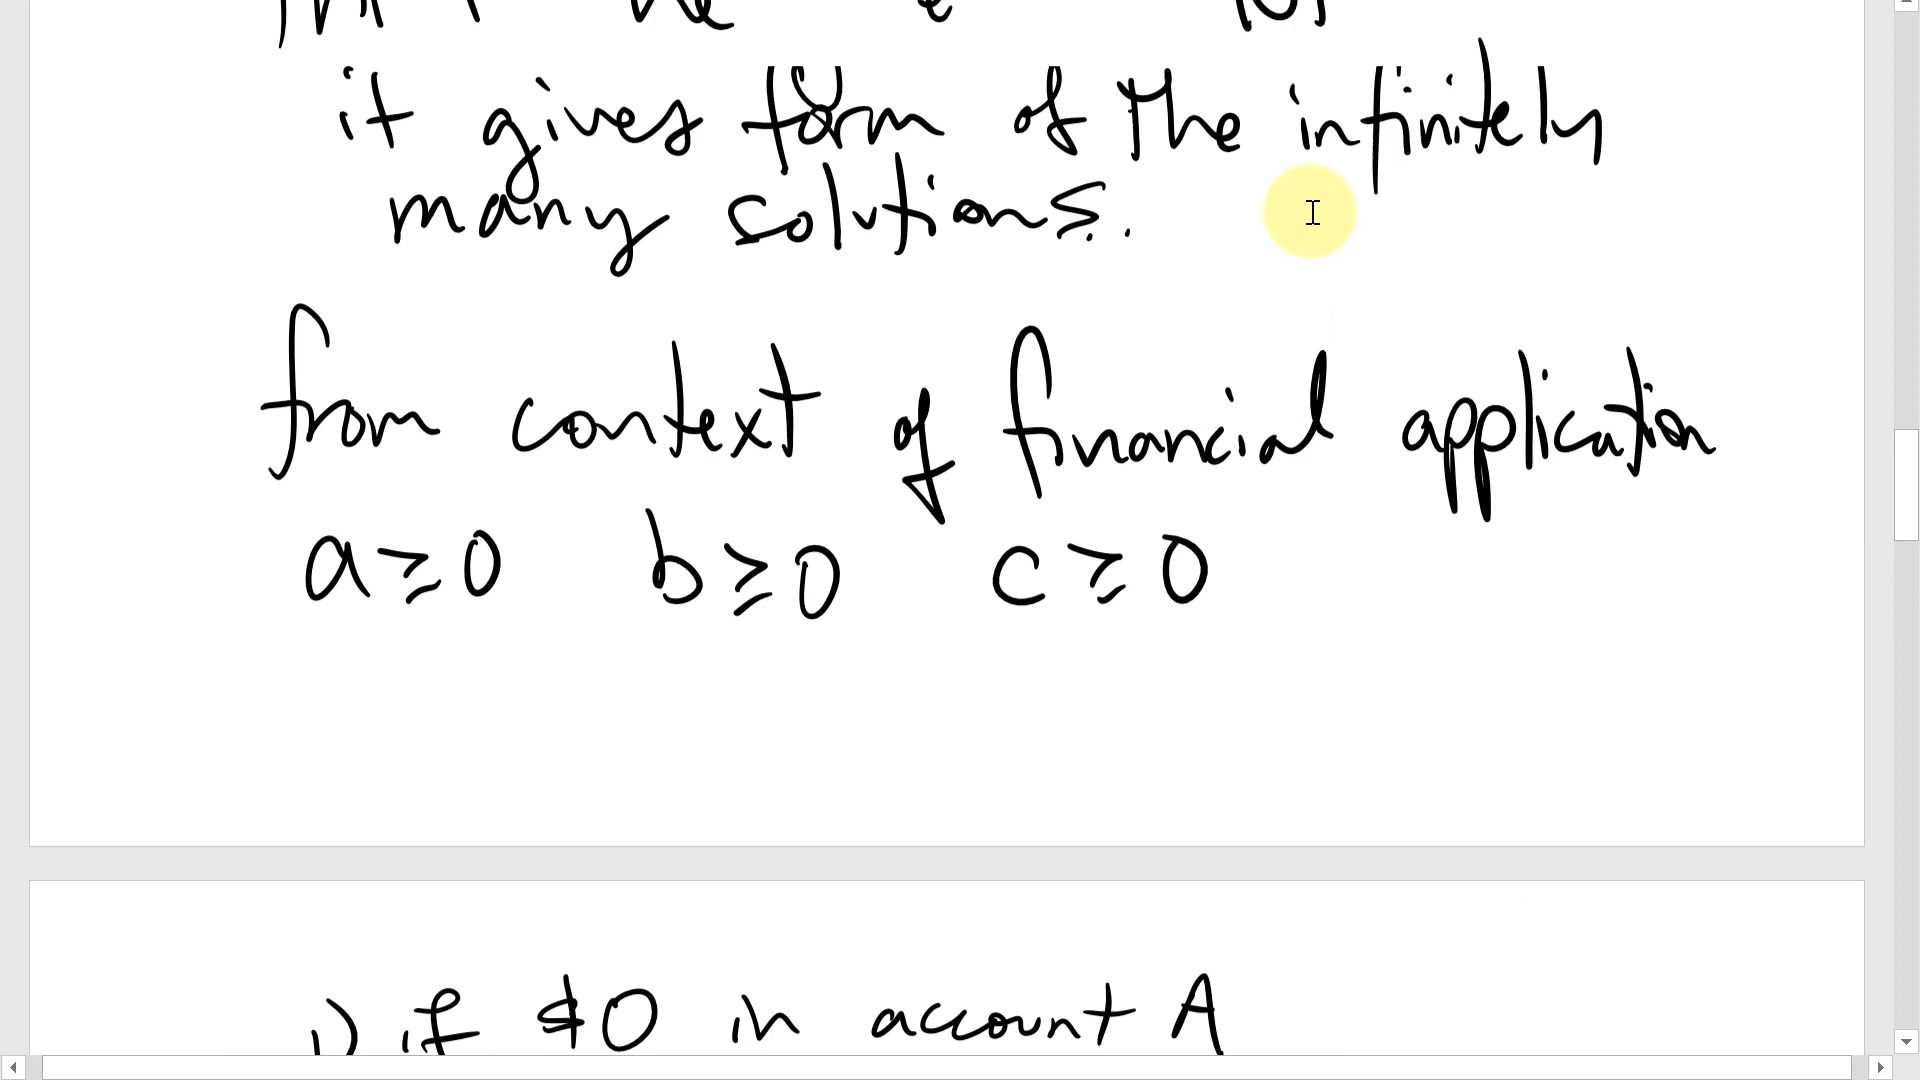 it gives form of the infinitely
many solutions.
from context of financial application
a ≥ 0 b ≥ 0 c ≥ 0
1) if $0 in account A